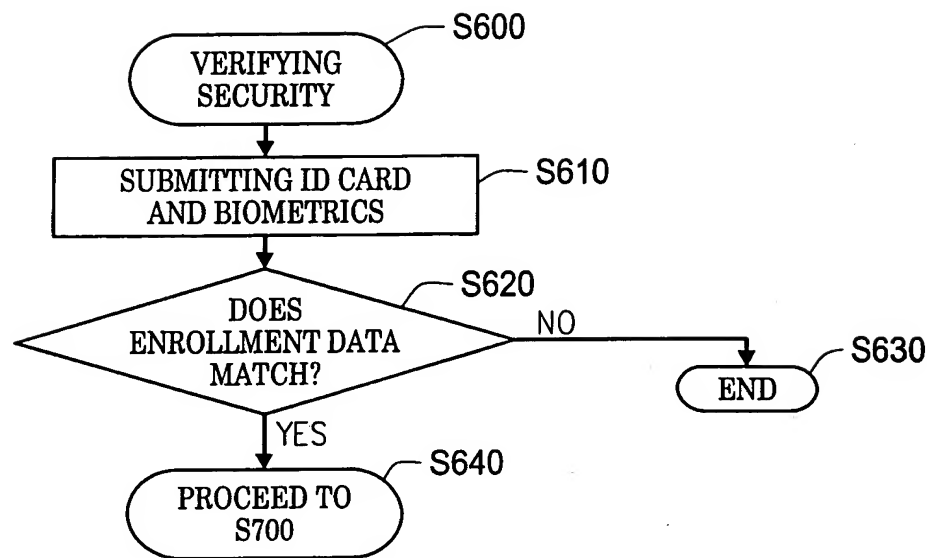 VERIFYING
SECURITY
S600
SUBMITTING ID CARD
AND BIOMETRICS
S610
DOES
ENROLLMENT DATA
MATCH?
S620
NO
END
S630
YES
PROCEED TO
S700
S640